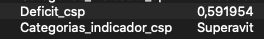 Deficit_csp 0,591954
Categorias_indicador_csp Superavit